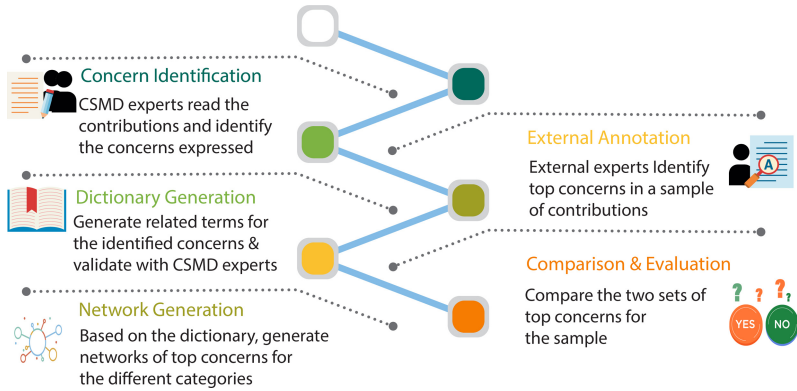 Concern Identification
CSMD experts read the
contributions and identify
the concerns expressed
External Annotation
External experts Identify
top concerns in a sample
of contributions
A
Dictionary Generation
Generate related terms for
the identified concerns &
validate with CSMD experts
Comparison & Evaluation
Compare the two sets of
top concerns for
the sample
? ? ? ?
YES NO
Network Generation
Based on the dictionary, generate
networks of top concerns for
the different categories